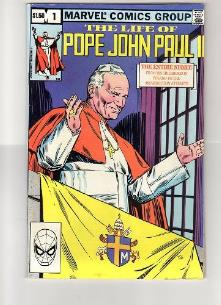 MARVEL COMICS GROUP
$1.50
1
THE LIFE OF
POPE JOHN PAUL II
THE ENTIRE STORY!
M